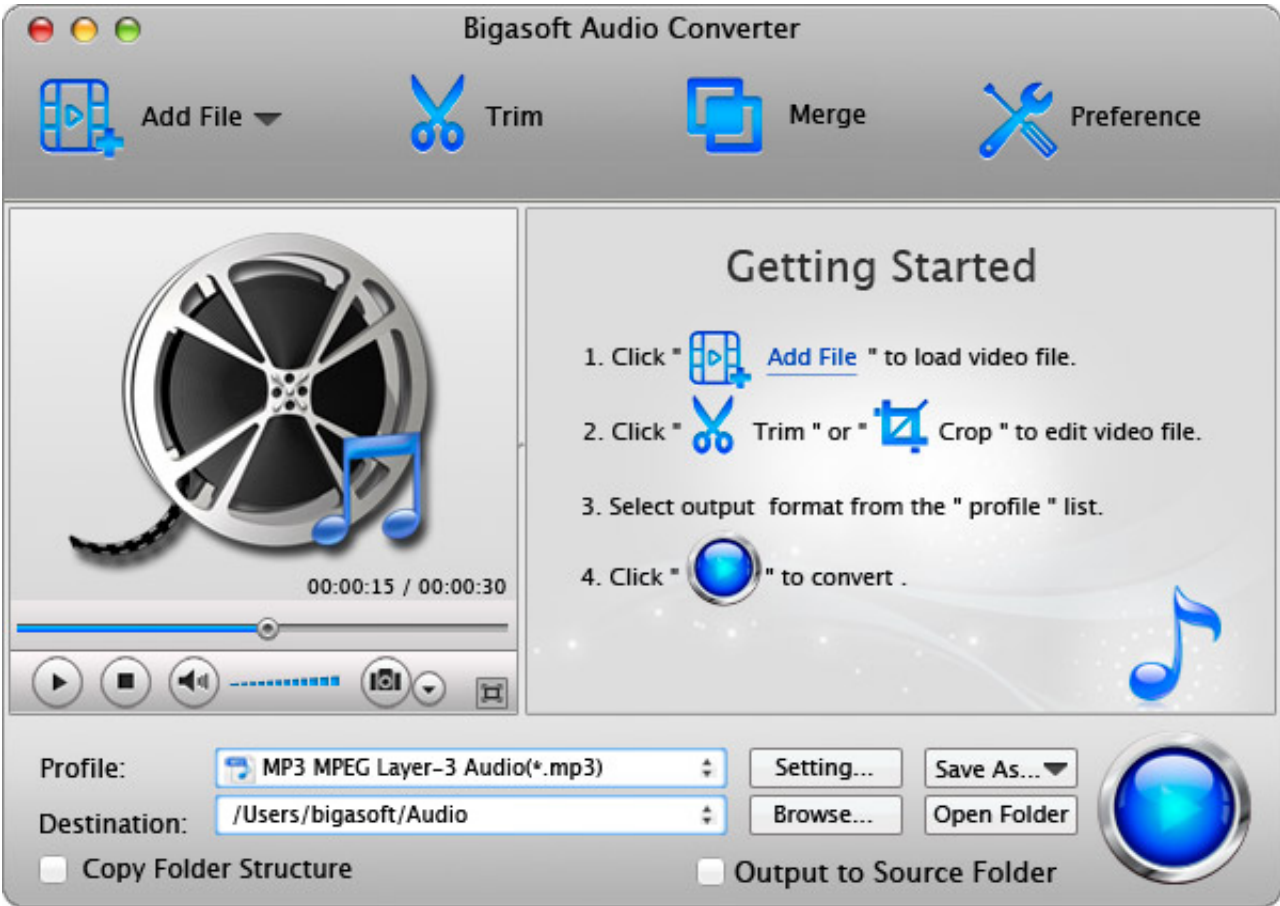 Bigasoft Audio Converter
Add File
Trim
Merge
Preference
Getting Started
1. Click " Add File " to load video file.
2. Click " Trim " or " Crop " to edit video file.
3. Select output format from the " profile " list.
4. Click " " to convert .
00:00:15 / 00:00:30
Profile:
MP3 MPEG Layer-3 Audio(*.mp3)
Setting...
Save As...
Destination:
/Users/bigasoft/Audio
Browse...
Open Folder
Copy Folder Structure
Output to Source Folder